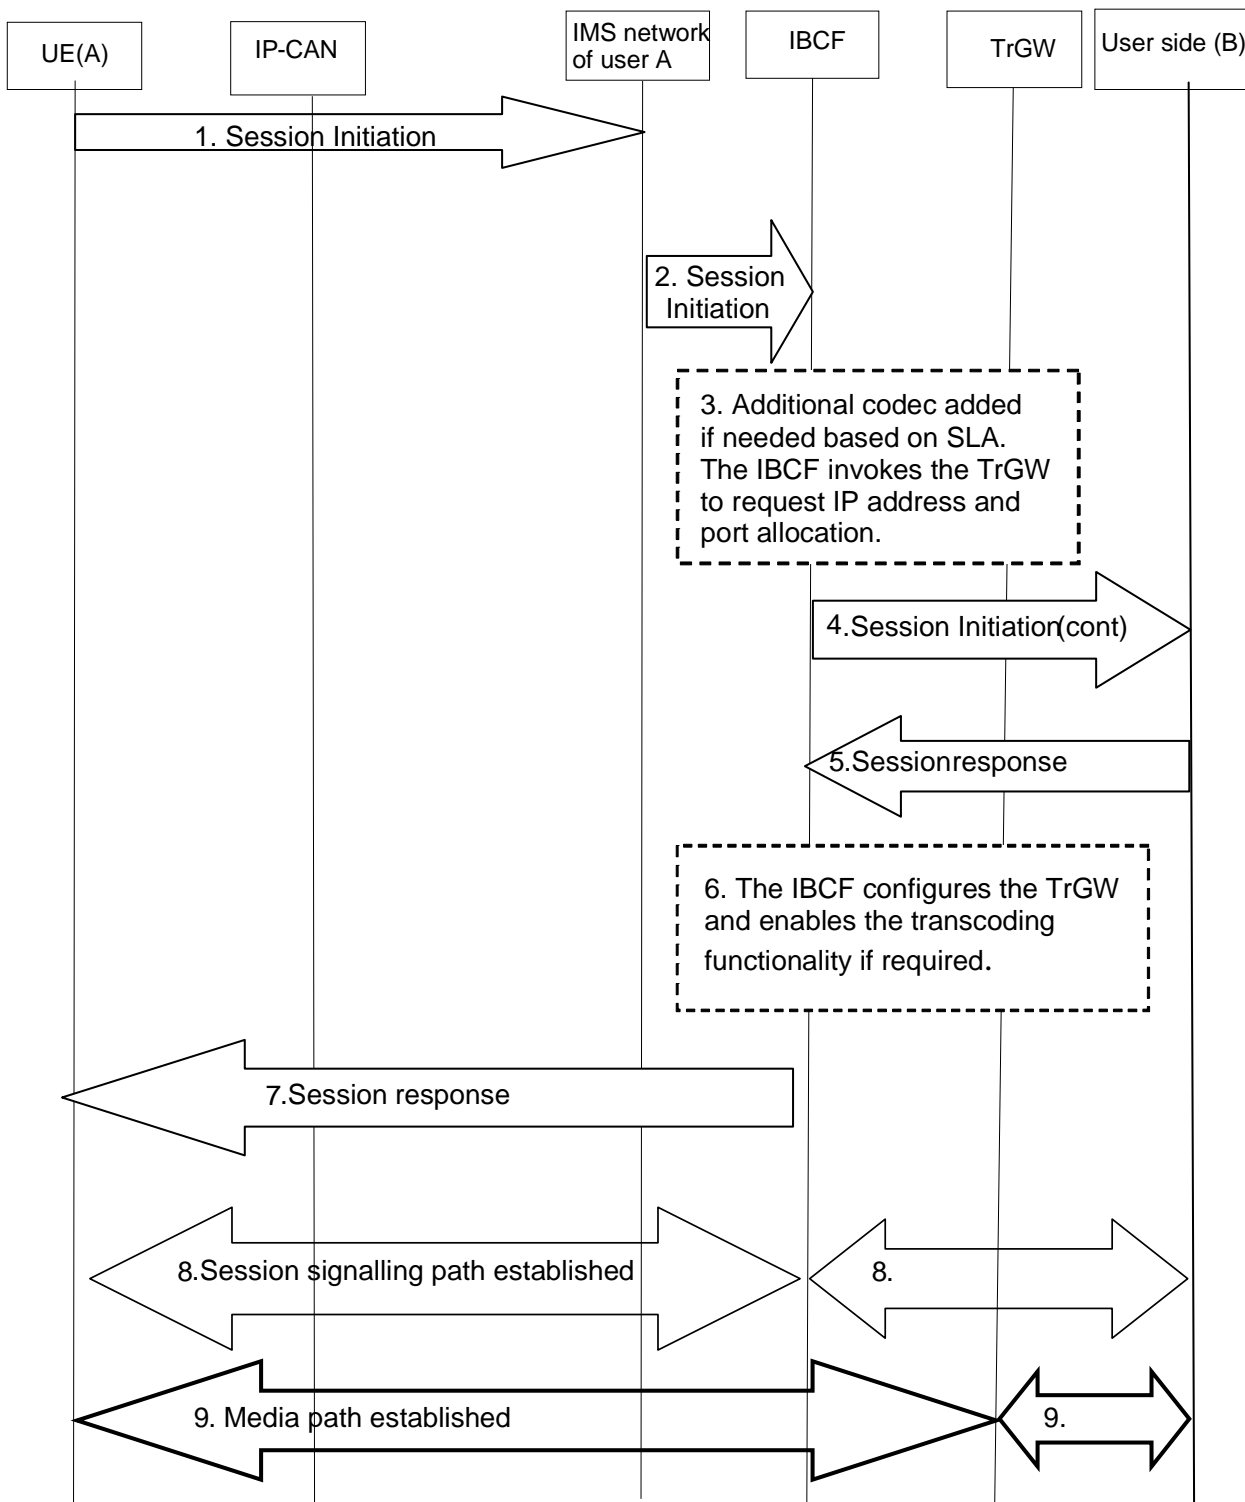 UE(A)
IP-CAN
IMS network
of user A
IBCF
TrGW
User side (B)
1. Session Initiation
2. Session
Initiation
3. Additional codec added
if needed based on SLA.
The IBCF invokes the TrGW
to request IP address and
port allocation.
4.Session Initiation(cont)
5.Sessionresponse
6. The IBCF configures the TrGW
and enables the transcoding
functionality if required.
7.Session response
8.Session signalling path established
8.
9. Media path established
9.